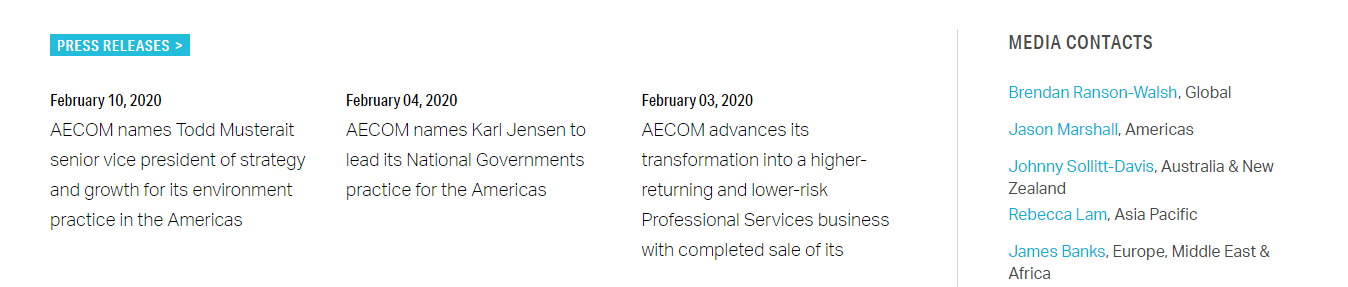 PRESS RELEASES >
February 10, 2020
AECOM names Todd Musterait
senior vice president of strategy
and growth for its environment
practice in the Americas
February 04, 2020
AECOM names Karl Jensen to
lead its National Governments
practice for the Americas
February 03, 2020
AECOM advances its
transformation into a higher-
returning and lower-risk
Professional Services business
with completed sale of its
MEDIA CONTACTS
Brendan Ranson-Walsh, Global
Jason Marshall, Americas
Johnny Sollitt-Davis, Australia & New
Zealand
Rebecca Lam, Asia Pacific
James Banks, Europe, Middle East &
Africa